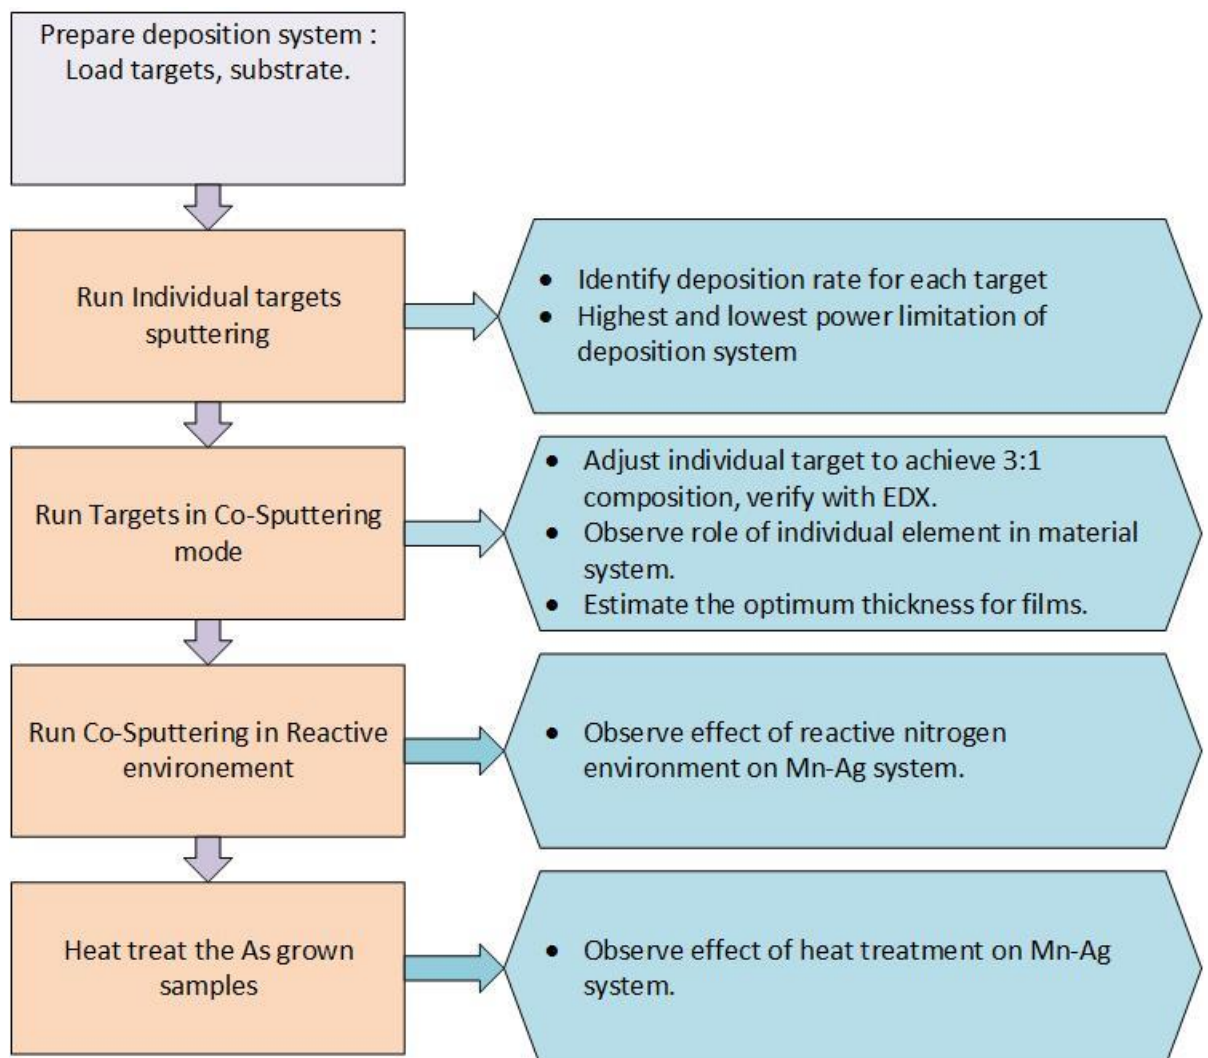 Prepare deposition system :
Load targets, substrate.
Run Individual targets
sputtering
• Identify deposition rate for each target
• Highest and lowest power limitation of
deposition system
Run Targets in Co-Sputtering
mode
• Adjust individual target to achieve 3:1
composition, verify with EDX.
• Observe role of individual element in material
system.
• Estimate the optimum thickness for films.
Run Co-Sputtering in Reactive
environement
• Observe effect of reactive nitrogen
environment on Mn-Ag system.
Heat treat the As grown
samples
• Observe effect of heat treatment on Mn-Ag
system.